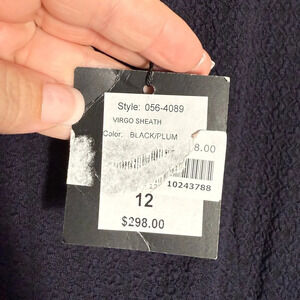 Style: 056-4089
VIRGO SHEATH
Color: BLACK/PLUM
8.00
10243788
12
$298.00